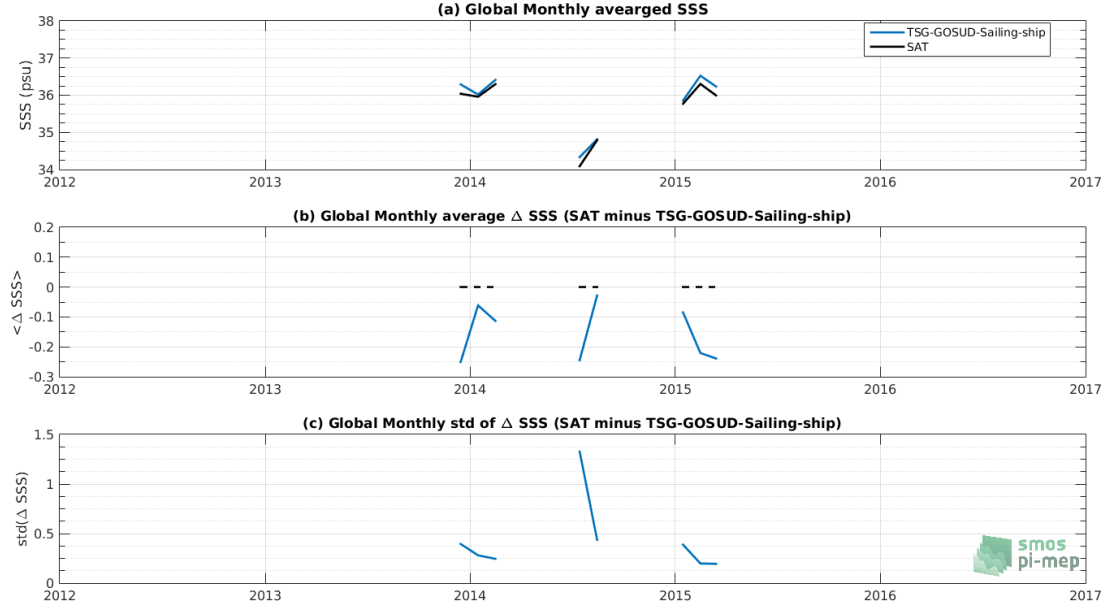 (a) Global Monthly avearged SSS
38
37
36
35
34
SSS (psu)
TSG-GOSUD-Sailing-ship
SAT
2012 2013 2014 2015 2016 2017
(b) Global Monthly average Δ SSS (SAT minus TSG-GOSUD-Sailing-ship)
0.2
0.1
0
-0.1
-0.2
-0.3
<Δ SSS>
2012 2013 2014 2015 2016 2017
(c) Global Monthly std of Δ SSS (SAT minus TSG-GOSUD-Sailing-ship)
1.5
1
0.5
0
std(Δ SSS)
2012 2013 2014 2015 2016 2017
smos
pi-mep